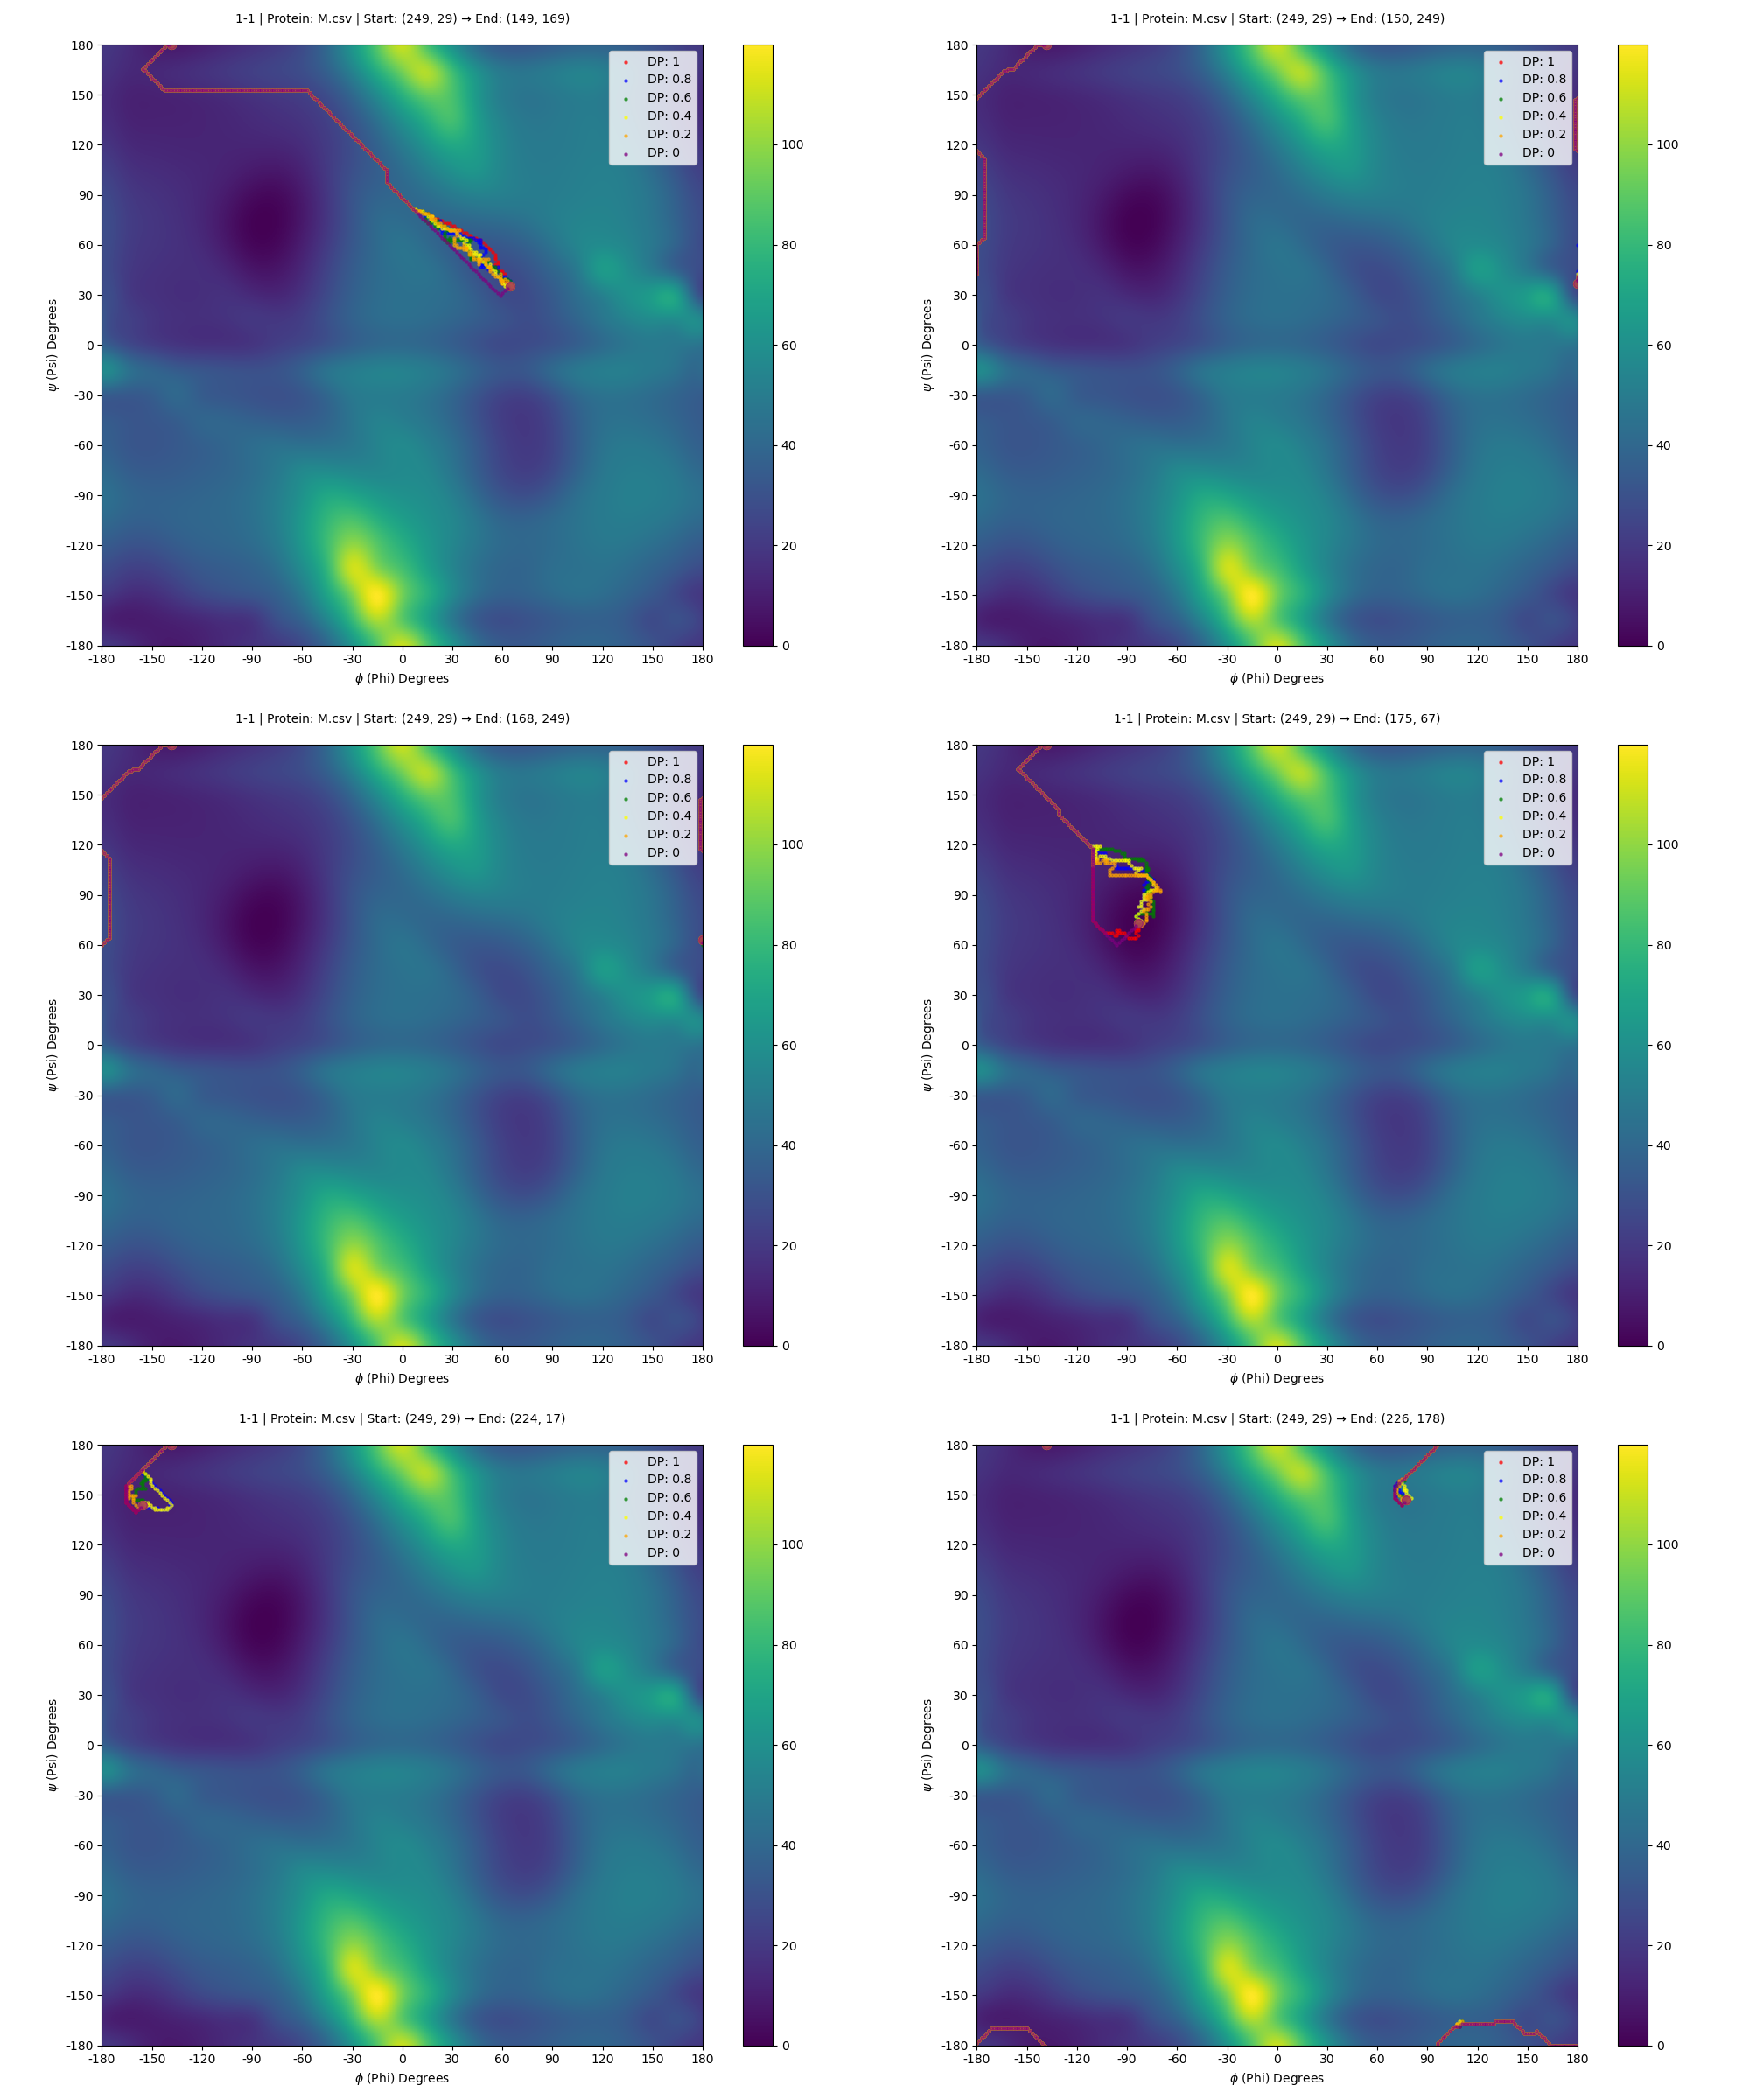 1-1 | Protein: M.csv | Start: (249, 29) → End: (149, 169)
DP: 1
DP: 0.8
DP: 0.6
DP: 0.4
DP: 0.2
DP: 0
180
150
120
90
60
30
0
-30
-60
-90
-120
-150
-180
ψ (Psi) Degrees
-180 -150 -120 -90 -60 -30 0 30 60 90 120 150 180
ϕ (Phi) Degrees
100
80
60
40
20
0
1-1 | Protein: M.csv | Start: (249, 29) → End: (150, 249)
DP: 1
DP: 0.8
DP: 0.6
DP: 0.4
DP: 0.2
DP: 0
180
150
120
90
60
30
0
-30
-60
-90
-120
-150
-180
ψ (Psi) Degrees
-180 -150 -120 -90 -60 -30 0 30 60 90 120 150 180
ϕ (Phi) Degrees
100
80
60
40
20
0
1-1 | Protein: M.csv | Start: (249, 29) → End: (168, 249)
DP: 1
DP: 0.8
DP: 0.6
DP: 0.4
DP: 0.2
DP: 0
180
150
120
90
60
30
0
-30
-60
-90
-120
-150
-180
ψ (Psi) Degrees
-180 -150 -120 -90 -60 -30 0 30 60 90 120 150 180
ϕ (Phi) Degrees
100
80
60
40
20
0
1-1 | Protein: M.csv | Start: (249, 29) → End: (175, 67)
DP: 1
DP: 0.8
DP: 0.6
DP: 0.4
DP: 0.2
DP: 0
180
150
120
90
60
30
0
-30
-60
-90
-120
-150
-180
ψ (Psi) Degrees
-180 -150 -120 -90 -60 -30 0 30 60 90 120 150 180
ϕ (Phi) Degrees
100
80
60
40
20
0
1-1 | Protein: M.csv | Start: (249, 29) → End: (224, 17)
DP: 1
DP: 0.8
DP: 0.6
DP: 0.4
DP: 0.2
DP: 0
180
150
120
90
60
30
0
-30
-60
-90
-120
-150
-180
ψ (Psi) Degrees
-180 -150 -120 -90 -60 -30 0 30 60 90 120 150 180
ϕ (Phi) Degrees
100
80
60
40
20
0
1-1 | Protein: M.csv | Start: (249, 29) → End: (226, 178)
DP: 1
DP: 0.8
DP: 0.6
DP: 0.4
DP: 0.2
DP: 0
180
150
120
90
60
30
0
-30
-60
-90
-120
-150
-180
ψ (Psi) Degrees
-180 -150 -120 -90 -60 -30 0 30 60 90 120 150 180
ϕ (Phi) Degrees
100
80
60
40
20
0